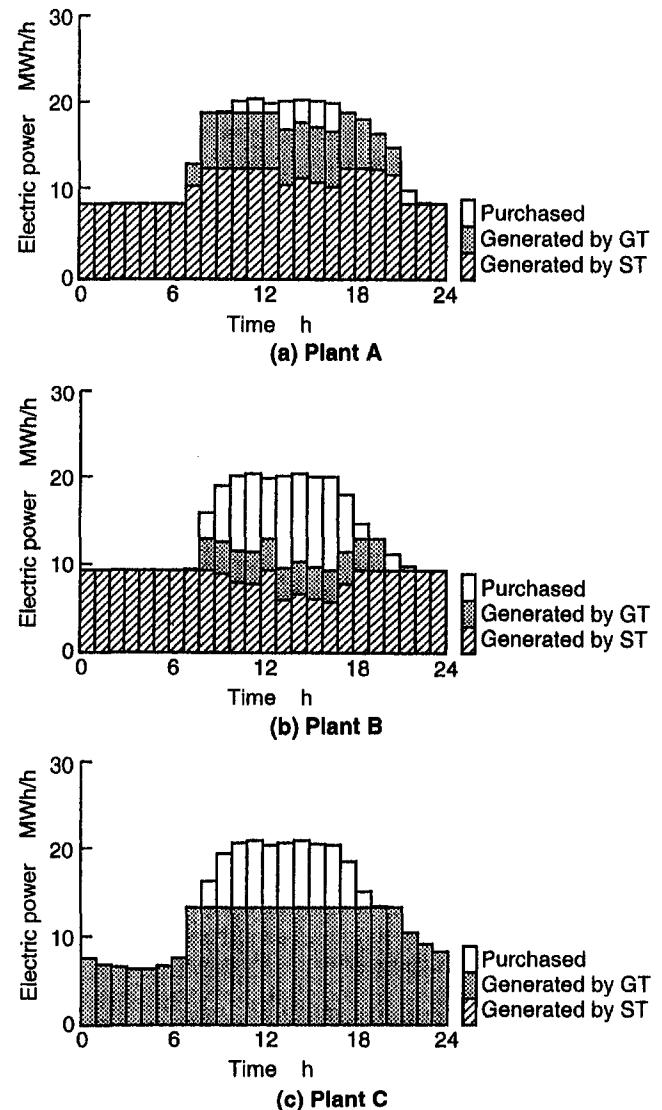 Electric power MWh/h
30
20
10
0
0 6 12 18 24
Time h
Purchased
Generated by GT
Generated by ST
(a) Plant A
Electric power MWh/h
30
20
10
0
0 6 12 18 24
Time h
Purchased
Generated by GT
Generated by ST
(b) Plant B
Electric power MWh/h
30
20
10
0
0 6 12 18 24
Time h
Purchased
Generated by GT
Generated by ST
(c) Plant C